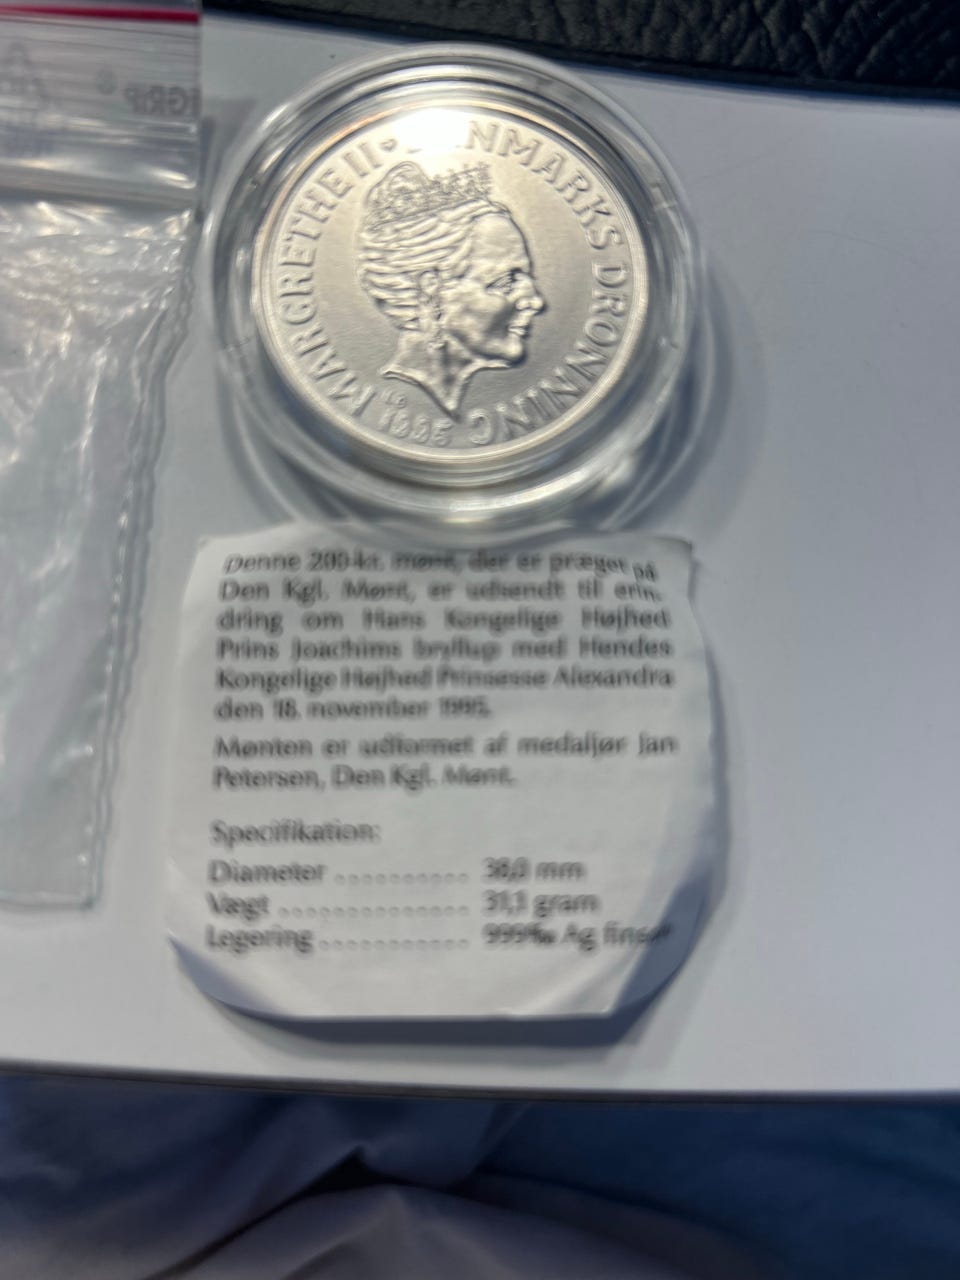 GRIP
MARGRETHE II DANMARKS DRONNING
LG
1995
Denne 200-kr. mønt, der er præget på
Den Kgl. Mønt, er udsendt til erin-
dring om Hans Kongelige Højhed
Prins Joachims bryllup med Hendes
Kongelige Højhed Prinsesse Alexandra
den 18. november 1995.
Mønten er udformet af medaljør Jan
Petersen, Den Kgl. Mønt.
Specifikation:
Diameter ........... 38,0 mm
Vægt ................ 31,1 gram
Legering ............ 999‰ Ag finsølv